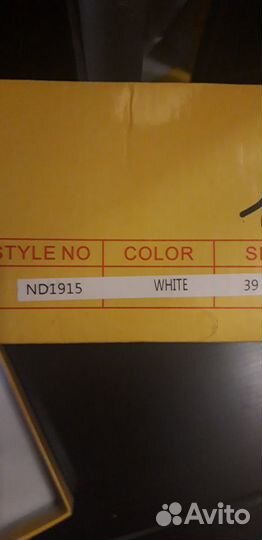 STYLE NO COLOR
ND1915 WHITE 39
Avito